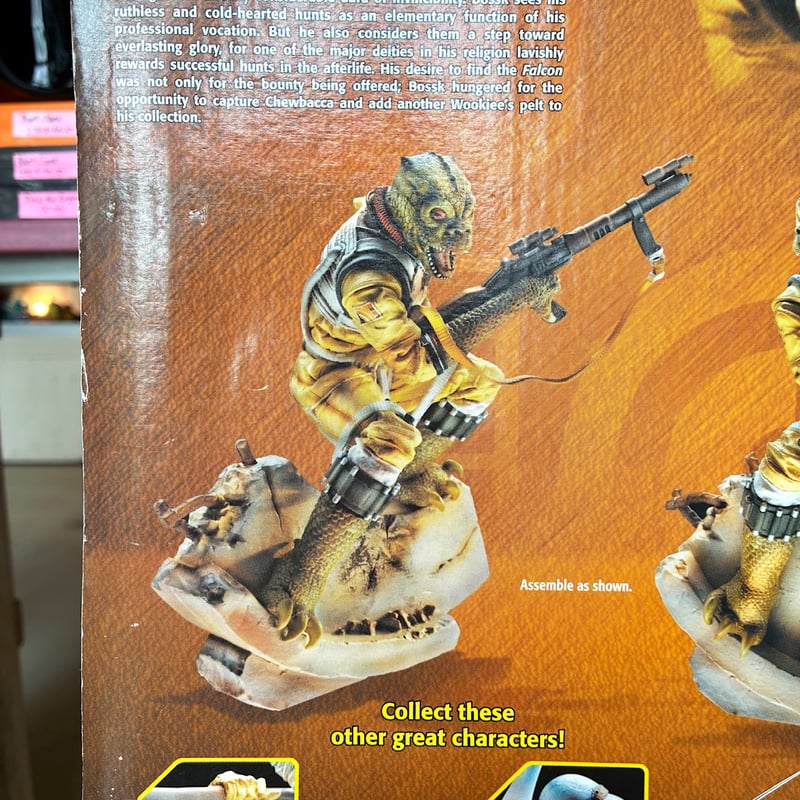 invincibility. Bossk sees his
ruthless and cold-hearted hunts as an elementary function of his
professional vocation. But he also considers them a step toward
everlasting glory, for one of the major deities in his religion lavishly
rewards successful hunts in the afterlife. His desire to find the Falcon
was not only for the bounty being offered; Bossk hungered for the
opportunity to capture Chewbacca and add another Wookiee's pelt to
his collection.
Assemble as shown.
Collect these
other great characters!